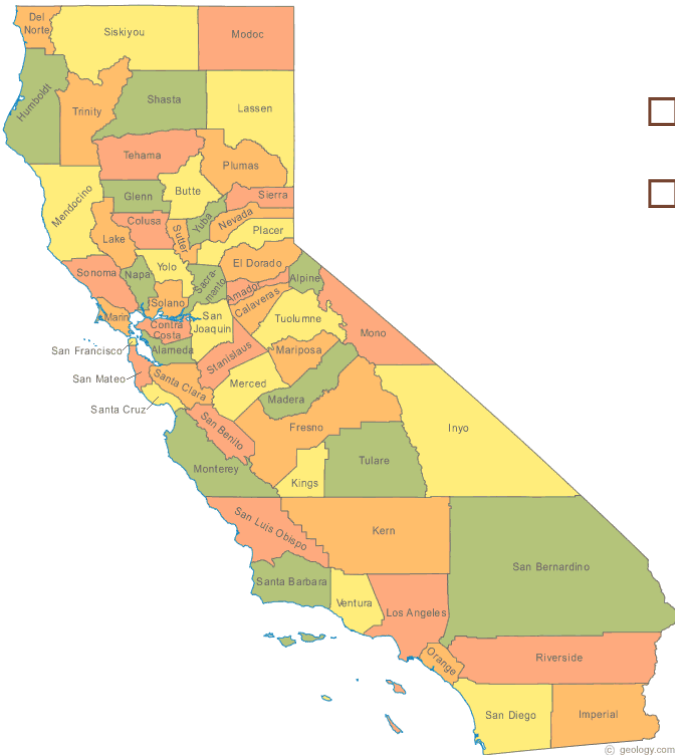 Del
Norte
Siskiyou
Modoc
Humboldt
Trinity
Shasta
Lassen
Tehama
Plumas
Mendocino
Glenn
Butte
Sierra
Colusa
Yuba
Nevada
Lake
Sutter
Placer
Sonoma
Napa
Yolo
Sacra-
manto
El Dorado
Alpine
Amador
Calaveras
Solano
Marin
Contra
Costa
San
Joaquin
Tuolumne
Mono
San Francisco
Alameda
Stanislaus
Mariposa
San Mateo
Santa Clara
Merced
Madera
Santa Cruz
San Benito
Fresno
Inyo
Monterey
Kings
Tulare
San Luis Obispo
Kern
San Bernardino
Santa Barbara
Ventura
Los Angeles
Orange
Riverside
San Diego
Imperial
© geology.com